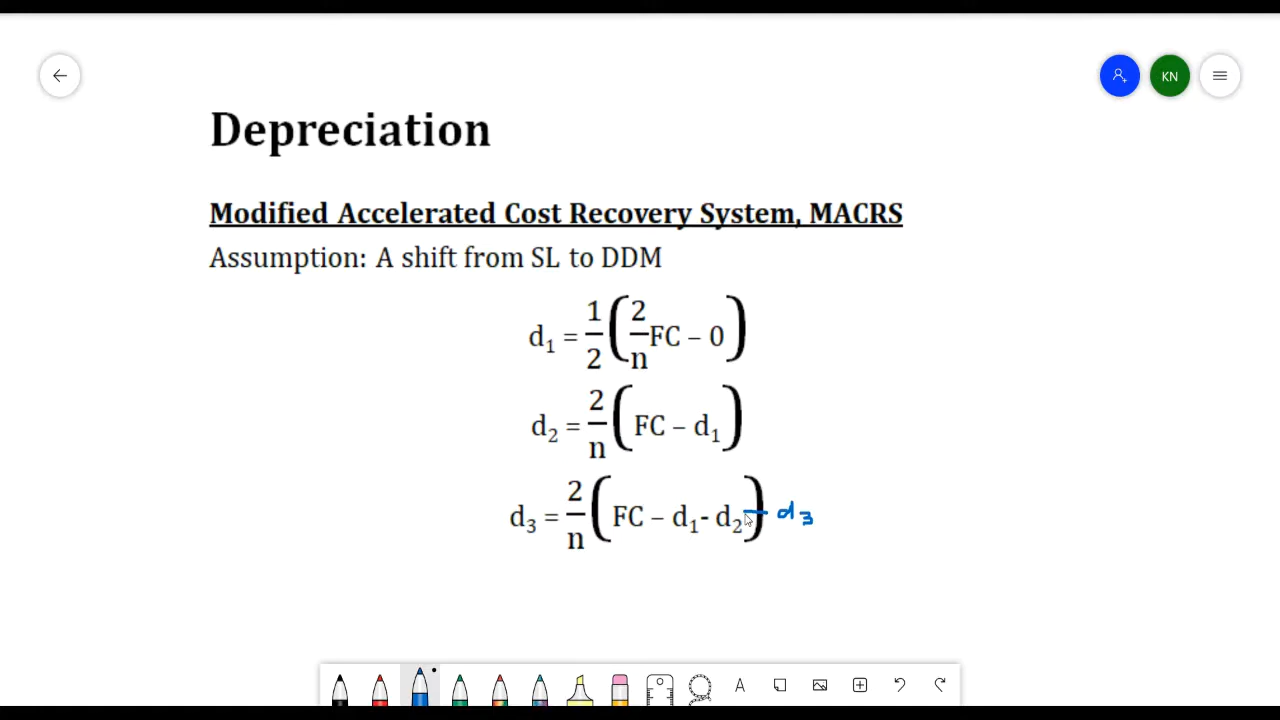 KN
Depreciation
Modified Accelerated Cost Recovery System, MACRS
Assumption: A shift from SL to DDM
d₁ = 1/2 (2/n FC – 0)
d₂ = 2/n (FC – d₁)
d₃ = 2/n (FC – d₁- d₂) – d₃
A